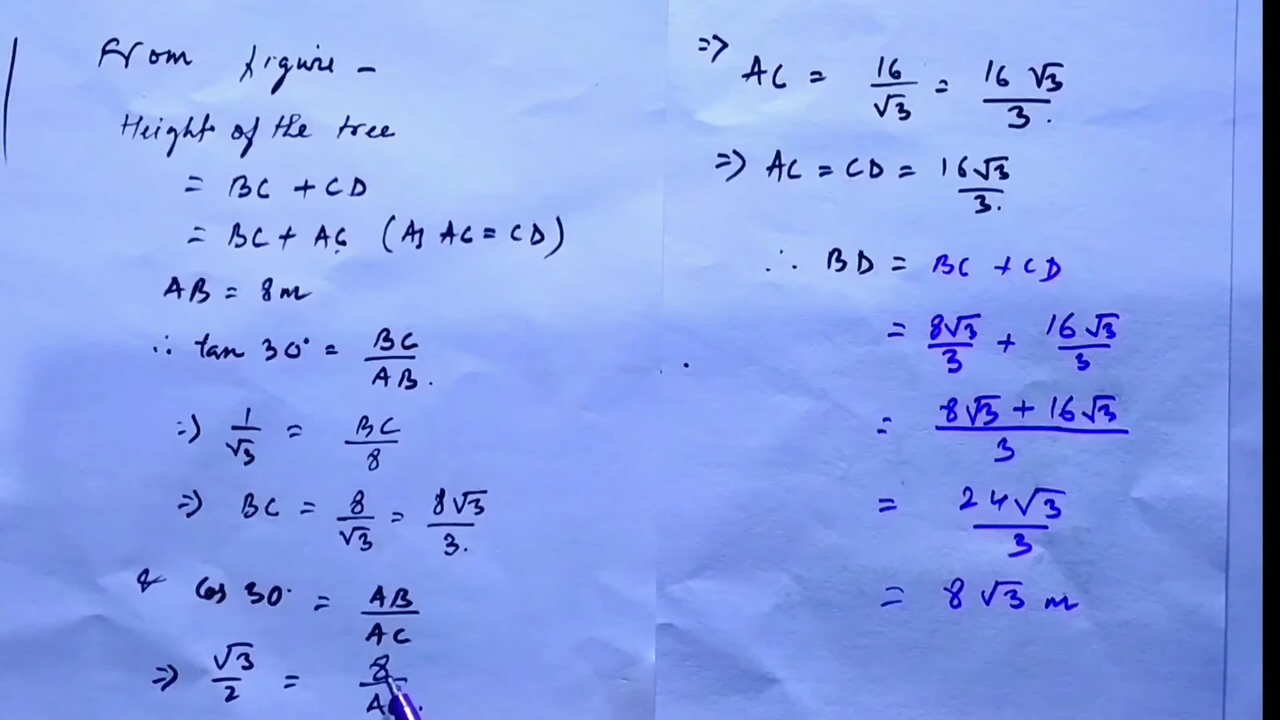 From figure -
Height of the tree
= BC + CD
= BC + AC (As AC = CD)
AB = 8m
∴ tan 30° = BC/AB.
⇒ 1/√3 = BC/8
⇒ BC = 8/√3 = 8√3/3.
& Cos 30° = AB/AC
⇒ √3/2 = 8/AC.
⇒ AC = 16/√3 = 16√3/3.
⇒ AC = CD = 16√3/3.
∴ BD = BC + CD
= 8√3/3 + 16√3/3
= 8√3 + 16√3/3
= 24√3/3
= 8√3 m